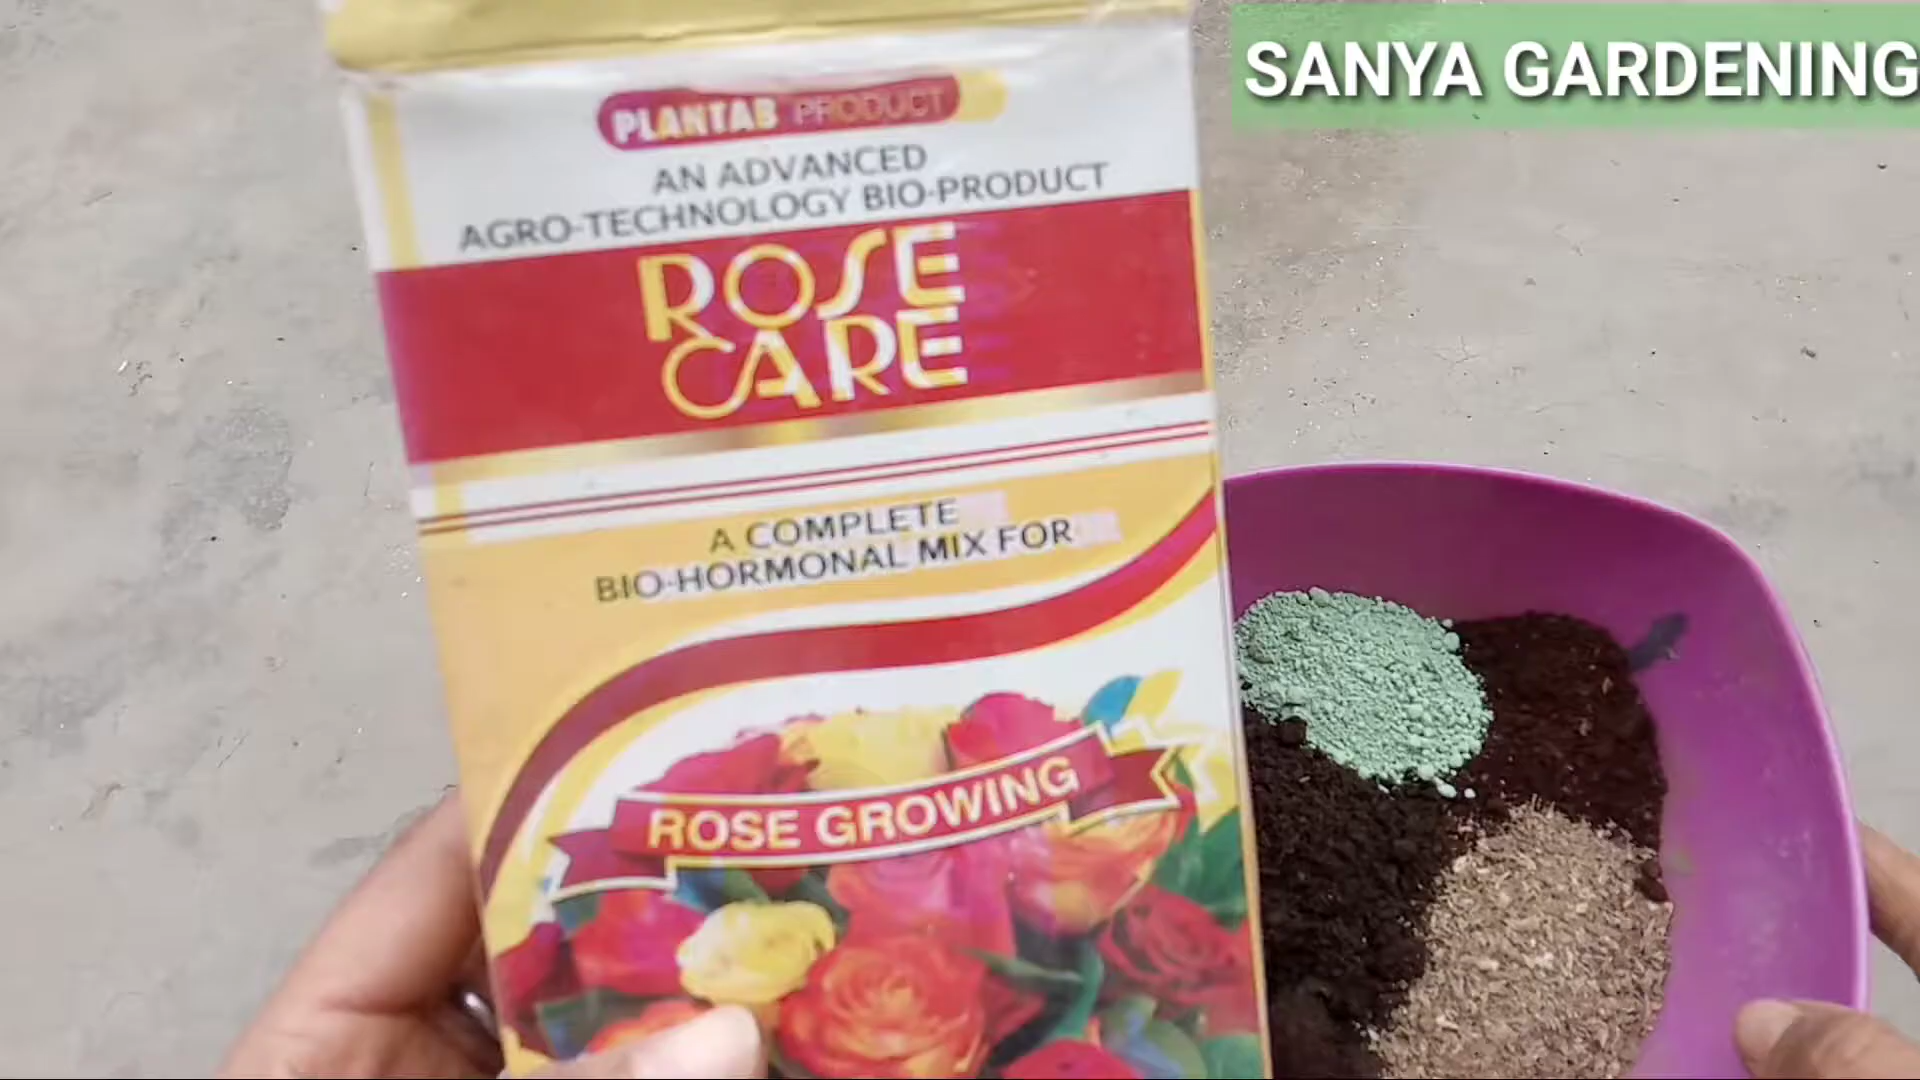 SANYA GARDENING
PLANTAB PRODUCT
AN ADVANCED
AGRO-TECHNOLOGY BIO-PRODUCT
ROSE
CARE
A COMPLETE
BIO-HORMONAL MIX FOR
ROSE GROWING